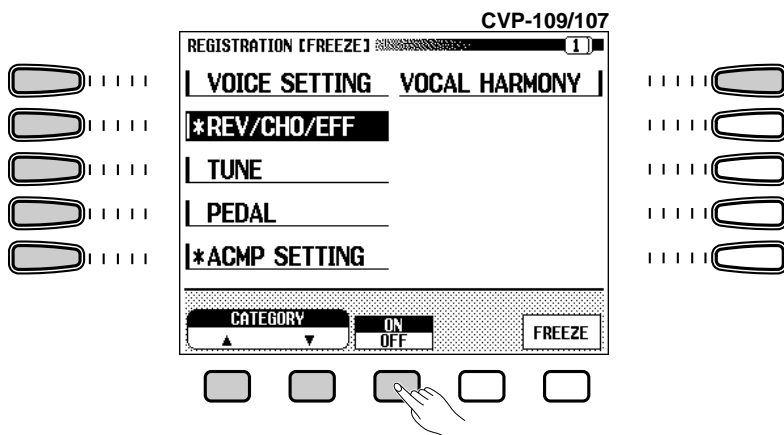 CVP-109/107
REGISTRATION [FREEZE] 1
VOICE SETTING VOCAL HARMONY
*REV/CHO/EFF
TUNE
PEDAL
*ACMP SETTING
CATEGORY
▲ ▼
ON
OFF
FREEZE